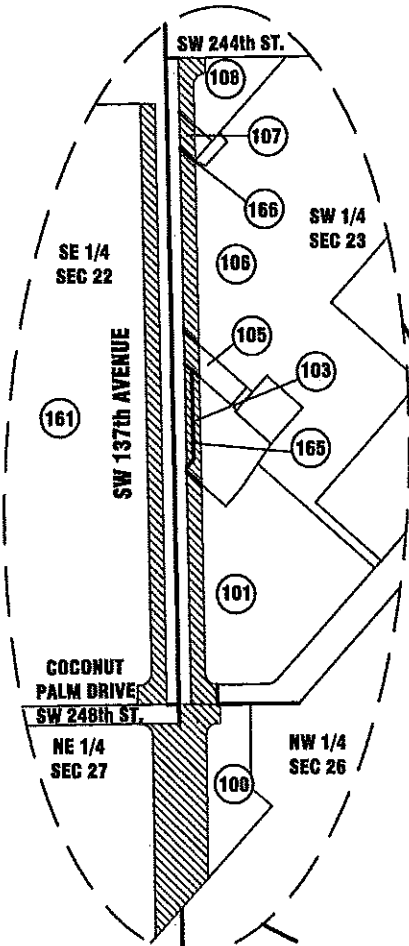 SW 244th ST.
108
107
166
SW 1/4
SEC 23
SE 1/4
SEC 22
106
105
103
SW 137th AVENUE
161
165
101
COCONUT
PALM DRIVE
SW 248th ST.
NE 1/4
SEC 27
NW 1/4
SEC 26
100